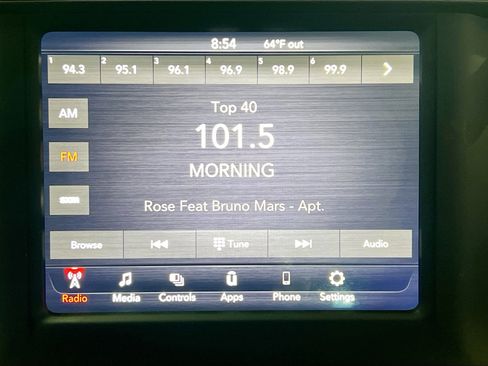 8:54 64°F out
1 94.3 2 95.1 3 96.1 4 96.9 5 98.9 6 99.9
AM
Top 40
101.5
FM
MORNING
Rose Feat Bruno Mars - Apt.
Browse Tune Audio
Radio Media Controls Apps Phone Settings